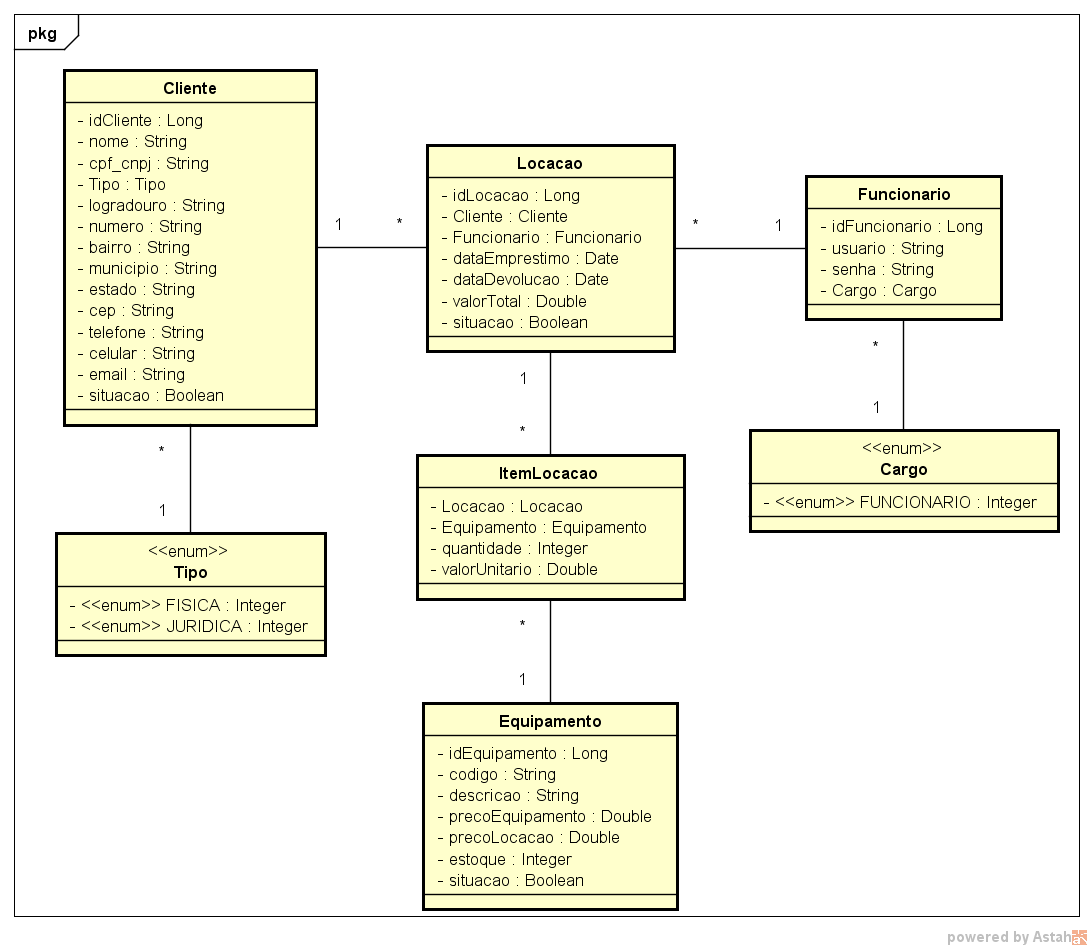 pkg
Cliente
- idCliente : Long
- nome : String
- cpf_cnpj : String
- Tipo : Tipo
- logradouro : String
- numero : String
- bairro : String
- municipio : String
- estado : String
- cep : String
- telefone : String
- celular : String
- email : String
- situacao : Boolean
1
*
Locacao
- idLocacao : Long
- Cliente : Cliente
- Funcionario : Funcionario
- dataEmprestimo : Date
- dataDevolucao : Date
- valorTotal : Double
- situacao : Boolean
*
1
Funcionario
- idFuncionario : Long
- usuario : String
- senha : String
- Cargo : Cargo
*
1
<<enum>>
Cargo
- <<enum>> FUNCIONARIO : Integer
1
*
ItemLocacao
- Locacao : Locacao
- Equipamento : Equipamento
- quantidade : Integer
- valorUnitario : Double
*
1
<<enum>>
Tipo
- <<enum>> FISICA : Integer
- <<enum>> JURIDICA : Integer
*
1
Equipamento
- idEquipamento : Long
- codigo : String
- descricao : String
- precoEquipamento : Double
- precoLocacao : Double
- estoque : Integer
- situacao : Boolean
powered by Astah